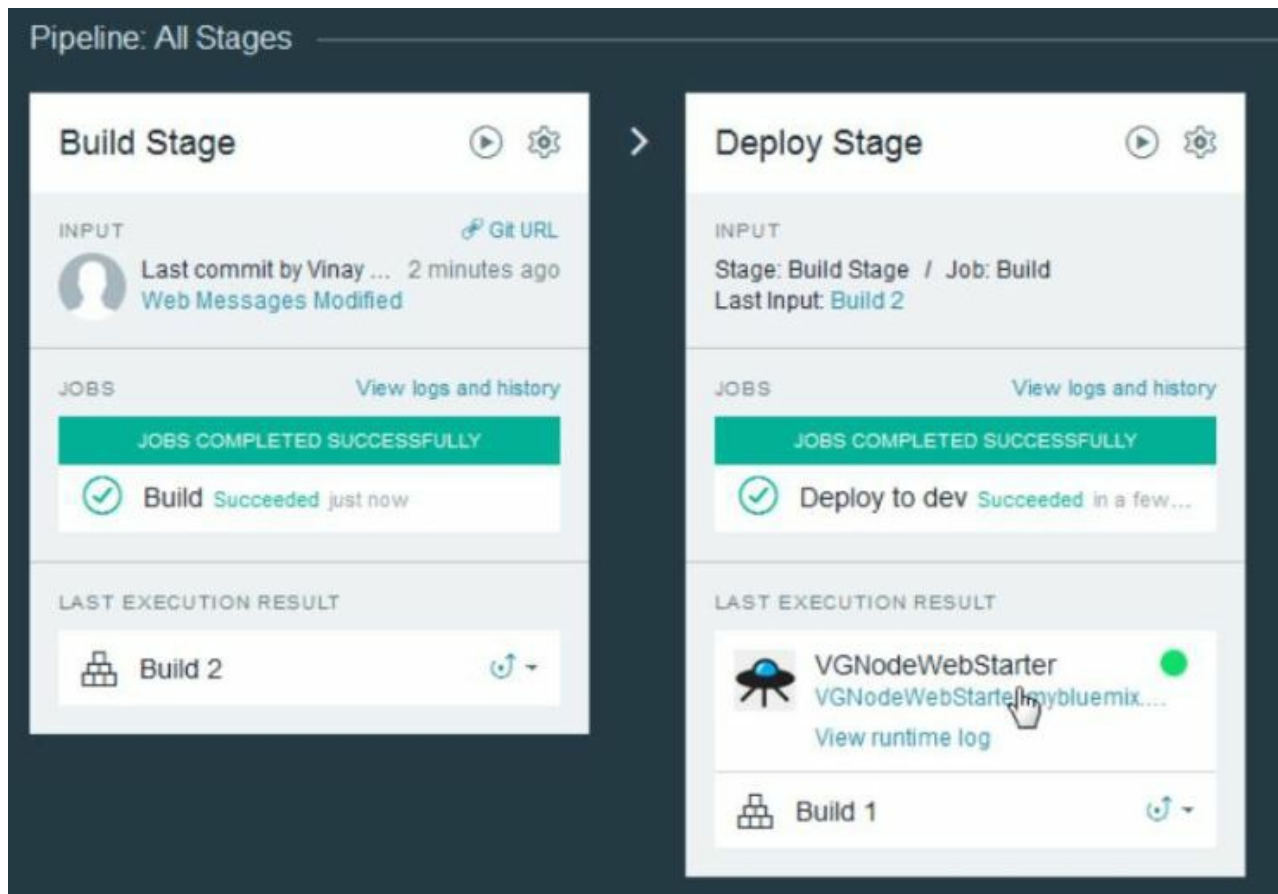 Pipeline: All Stages
Build Stage
INPUT
Git URL
Last commit by Vinay ... 2 minutes ago
Web Messages Modified
JOBS
View logs and history
JOBS COMPLETED SUCCESSFULLY
Build Succeeded just now
LAST EXECUTION RESULT
Build 2
Deploy Stage
INPUT
Stage: Build Stage / Job: Build
Last Input: Build 2
JOBS
View logs and history
JOBS COMPLETED SUCCESSFULLY
Deploy to dev Succeeded in a few...
LAST EXECUTION RESULT
VGNodeWebStarter
VGNodeWebStarter.mybluemix....
View runtime log
Build 1